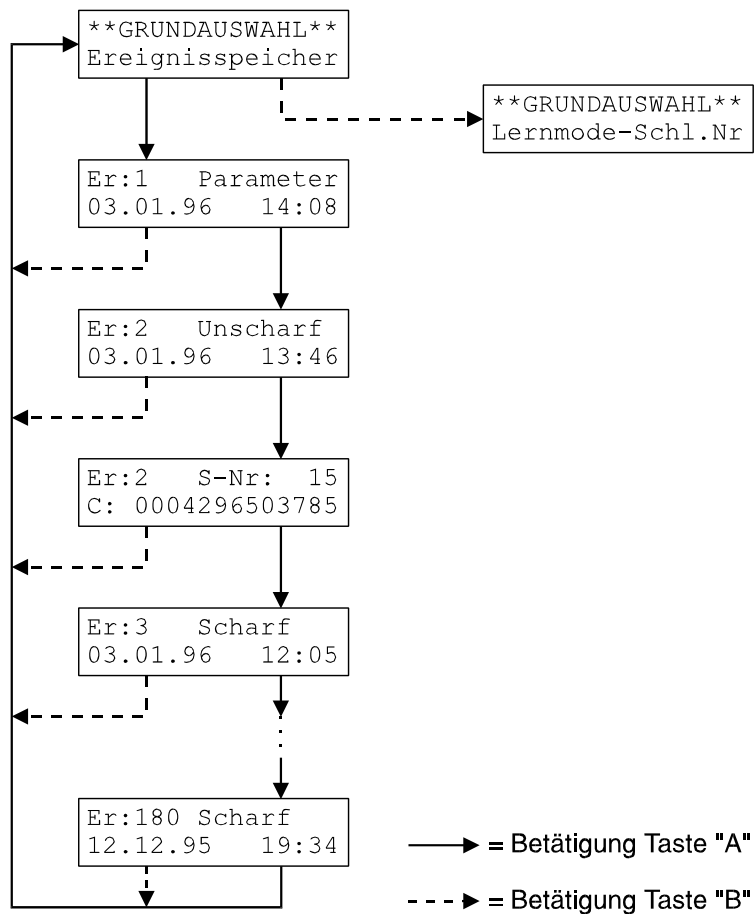 **GRUNDAUSWAHL**
Ereignisspeicher
**GRUNDAUSWAHL**
Lernmode-Schl.Nr
Er:1 Parameter
03.01.96 14:08
Er:2 Unscharf
03.01.96 13:46
Er:2 S-Nr: 15
C: 0004296503785
Er:3 Scharf
03.01.96 12:05
Er:180 Scharf
12.12.95 19:34
= Betätigung Taste "A"
= Betätigung Taste "B"